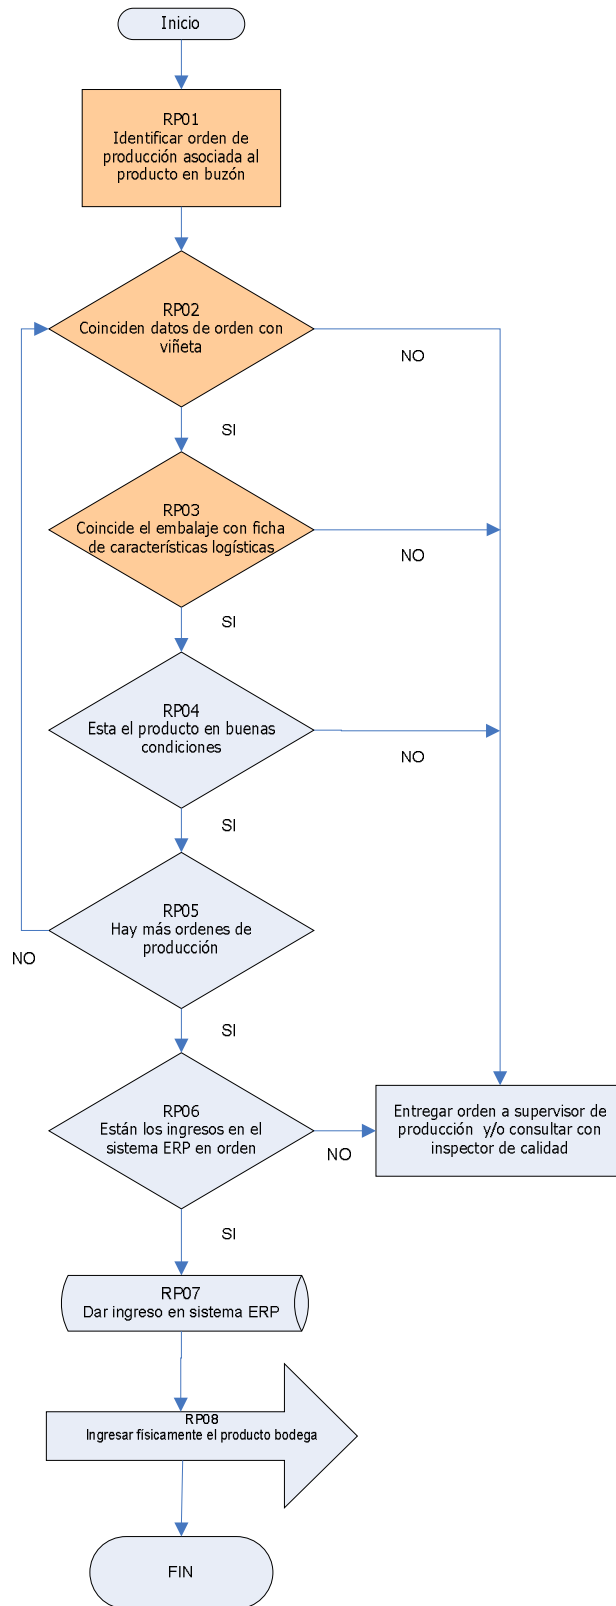 Inicio
RP01
Identificar orden de
producción asociada al
producto en buzón
RP02
Coinciden datos de orden con
viñeta
NO
SI
RP03
Coincide el embalaje con ficha
de características logísticas
NO
SI
RP04
Esta el producto en buenas
condiciones
NO
SI
RP05
Hay más ordenes de
producción
NO
SI
RP06
Están los ingresos en el
sistema ERP en orden
NO
Entregar orden a supervisor de
producción y/o consultar con
inspector de calidad
SI
RP07
Dar ingreso en sistema ERP
RP08
Ingresar fisicamente el producto bodega
FIN